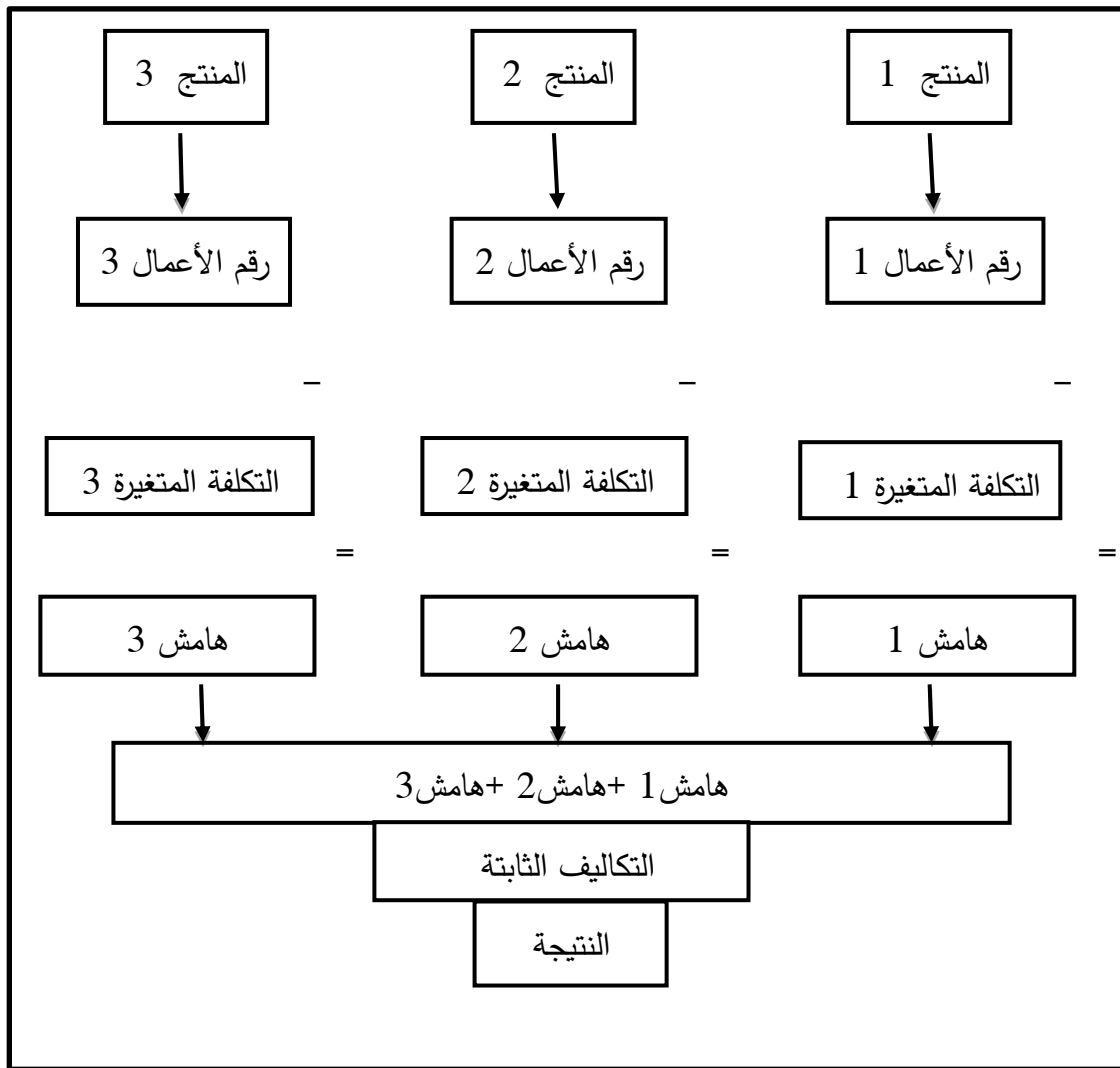 المنتج 1
المنتج 2
المنتج 3
رقم الأعمال 1
رقم الأعمال 2
رقم الأعمال 3
–
–
–
التكلفة المتغيرة 1
التكلفة المتغيرة 2
التكلفة المتغيرة 3
=
=
=
هامش 1
هامش 2
هامش 3
هامش1 +هامش2 +هامش3
التكاليف الثابتة
النتيجة